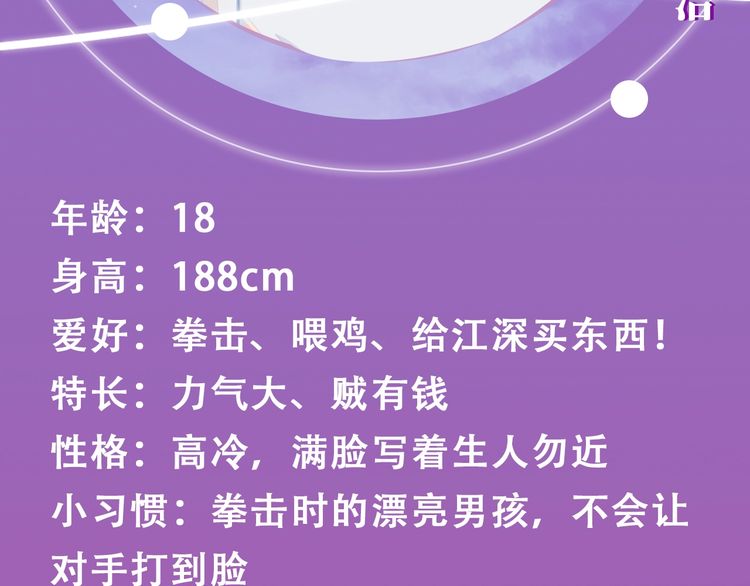 年龄：18
身高：188cm
爱好：拳击、喂鸡、给江深买东西！
特长：力气大、贼有钱
性格：高冷，满脸写着生人勿近
小习惯：拳击时的漂亮男孩，不会让
对手打到脸